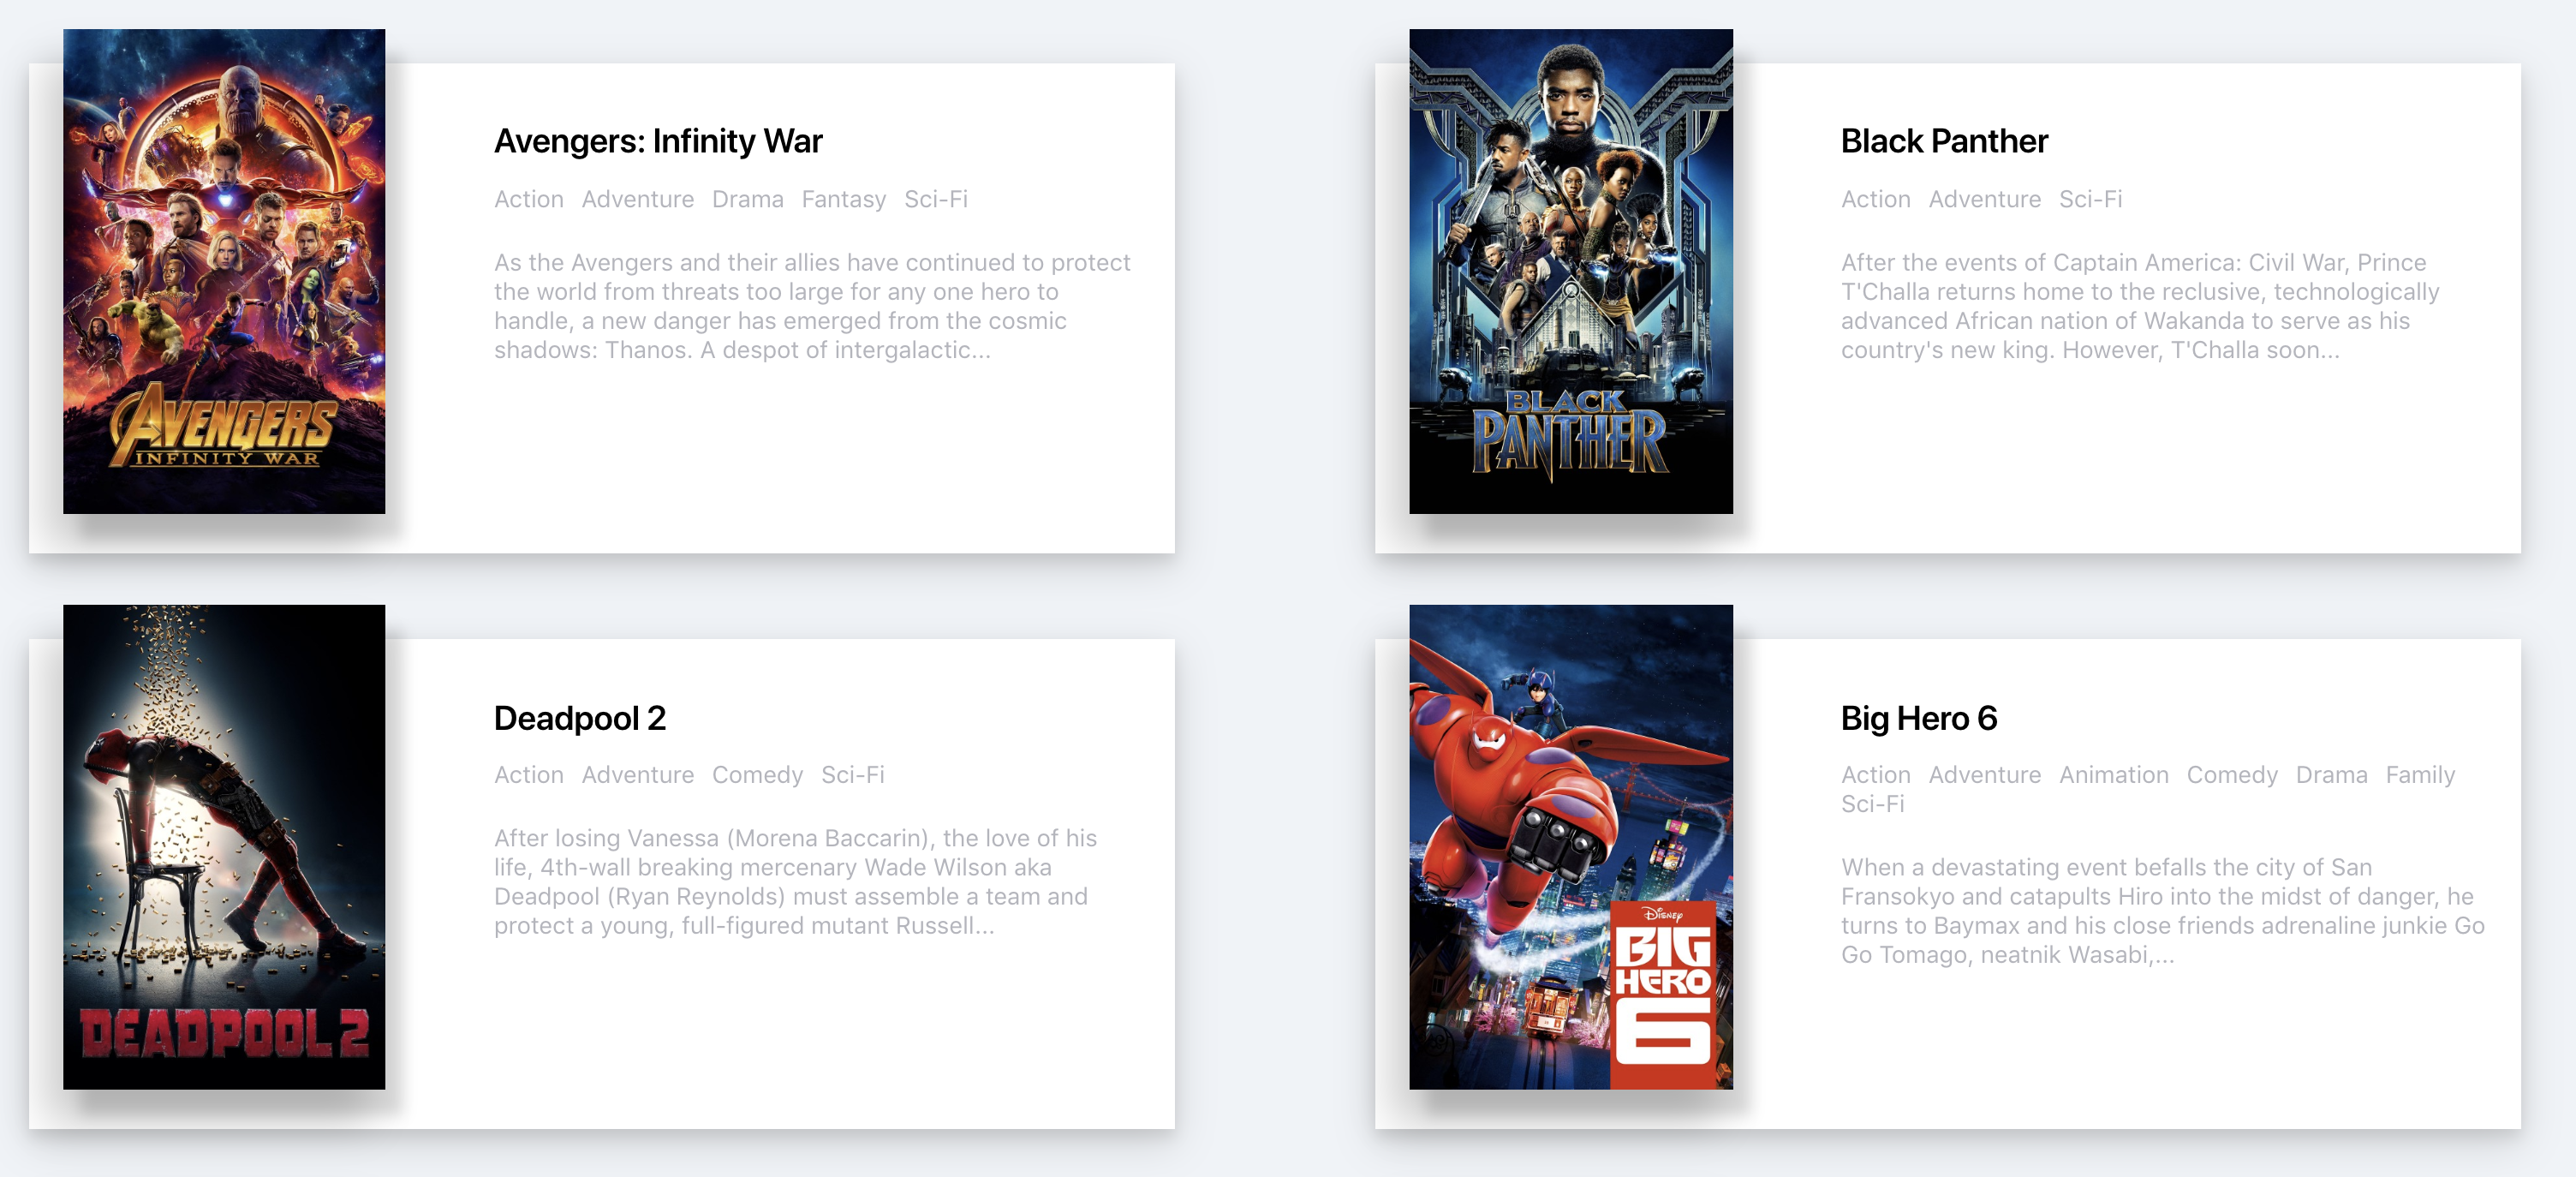 AVENGERS
INFINITY WAR
Avengers: Infinity War
Action Adventure Drama Fantasy Sci-Fi
As the Avengers and their allies have continued to protect
the world from threats too large for any one hero to
handle, a new danger has emerged from the cosmic
shadows: Thanos. A despot of intergalactic...
BLACK
PANTHER
Black Panther
Action Adventure Sci-Fi
After the events of Captain America: Civil War, Prince
T'Challa returns home to the reclusive, technologically
advanced African nation of Wakanda to serve as his
country's new king. However, T'Challa soon...
DEADPOOL 2
Deadpool 2
Action Adventure Comedy Sci-Fi
After losing Vanessa (Morena Baccarin), the love of his
life, 4th-wall breaking mercenary Wade Wilson aka
Deadpool (Ryan Reynolds) must assemble a team and
protect a young, full-figured mutant Russell...
DISNEY
BIG
HERO
6
Big Hero 6
Action Adventure Animation Comedy Drama Family
Sci-Fi
When a devastating event befalls the city of San
Fransokyo and catapults Hiro into the midst of danger, he
turns to Baymax and his close friends adrenaline junkie Go
Go Tomago, neatnik Wasabi,...